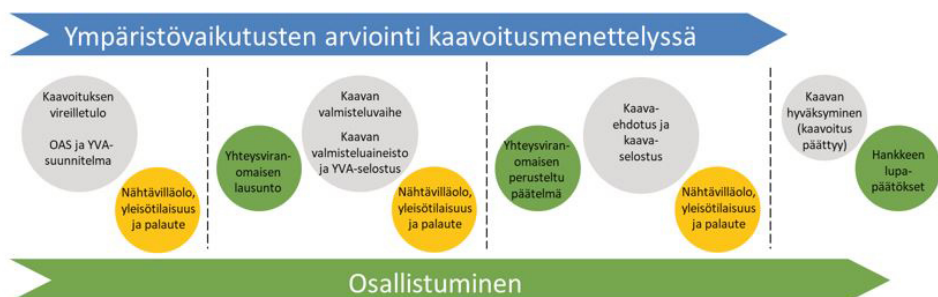 Ympäristövaikutusten arviointi kaavoitusmenettelyssä
Kaavoituksen
vireilletulo
OAS ja YVA-
suunnitelma
Nähtävilläolo,
yleisötilaisuus
ja palaute
Yhteysviran-
omaisen
lausunto
Kaavan
valmisteluvaihe
Kaavan
valmisteluaineisto
ja YVA-selostus
Nähtävilläolo,
yleisötilaisuus
ja palaute
Yhteysviran-
omaisen
perusteltu
päätelmä
Kaava-
ehdotus ja
kaava-
selostus
Nähtävilläolo,
yleisötilaisuus
ja palaute
Kaavan
hyväksyminen
(kaavoitus
päättyy)
Hankkeen
lupa-
päätökset
Osallistuminen